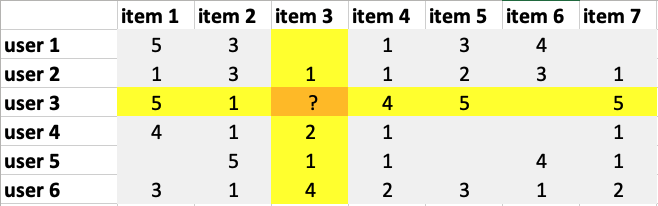 item 1 item 2 item 3 item 4 item 5 item 6 item 7
user 1 5 3 1 3 4
user 2 1 3 1 1 2 3 1
user 3 5 1 ? 4 5 5
user 4 4 1 2 1 1
user 5 5 1 1 4 1
user 6 3 1 4 2 3 1 2